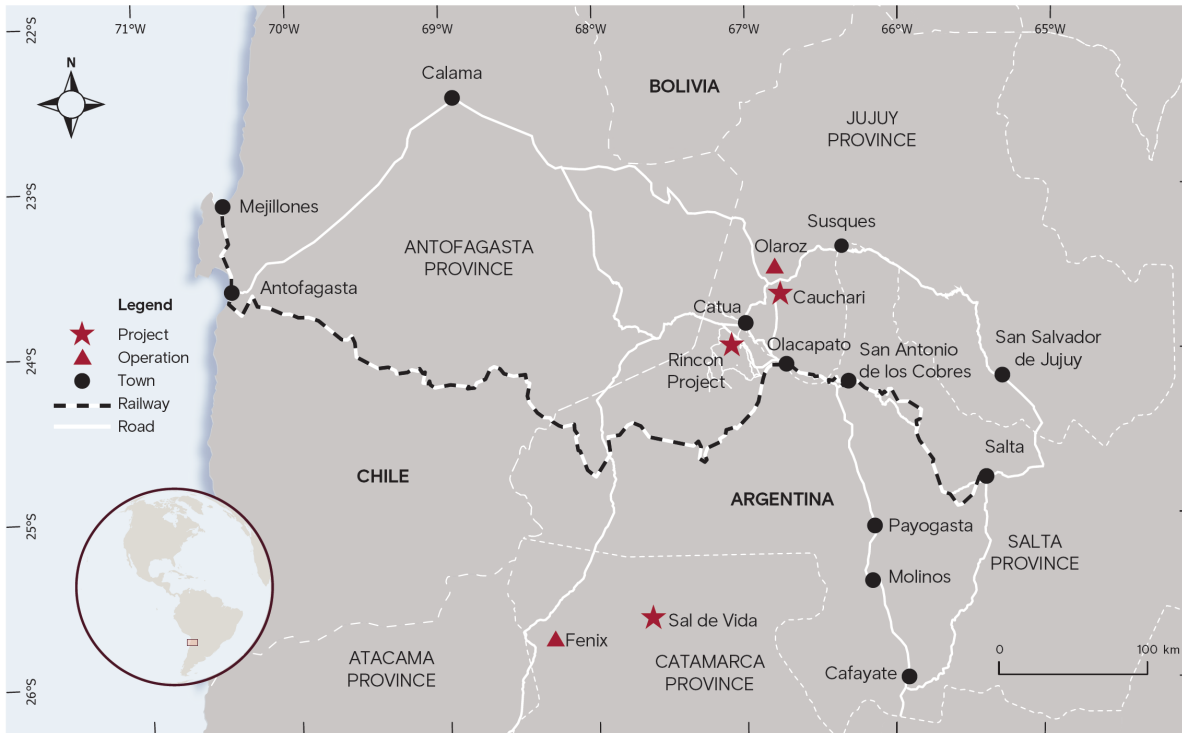 71°W
70°W
69°W
68°W
67°W
66°W
65°W
22°S
23°S
24°S
25°S
26°S
N
Calama
BOLIVIA
JUJUY
PROVINCE
Mejillones
Susques
Olaroz
ANTOFAGASTA
PROVINCE
Antofagasta
Cauchari
Catua
Legend
Project
Operation
Town
Railway
Road
Rincon
Project
Olacapato
San Antonio
de los Cobres
San Salvador
de Jujuy
Salta
CHILE
ARGENTINA
Payogasta
SALTA
PROVINCE
Molinos
Sal de Vida
Fenix
ATACAMA
PROVINCE
CATAMARCA
PROVINCE
Cafayate
0
100 km